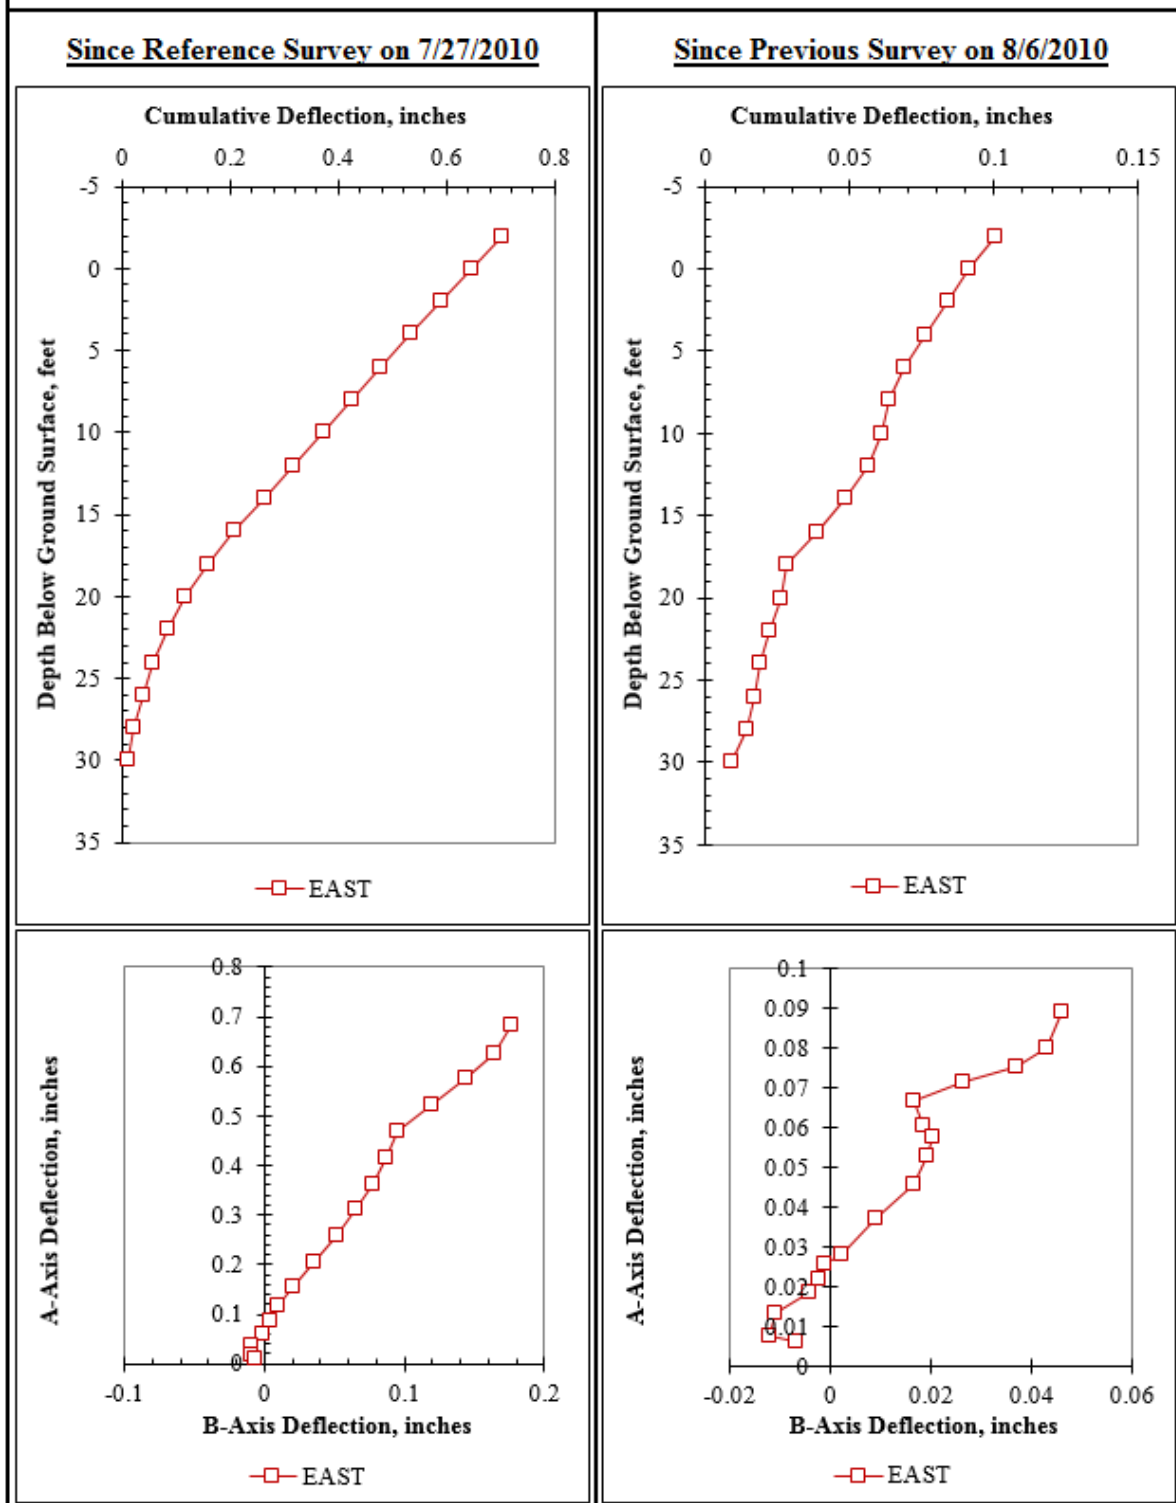 Since Reference Survey on 7/27/2010
Cumulative Deflection, inches
0 0.2 0.4 0.6 0.8
-5
0
5
10
15
20
25
30
35
Depth Below Ground Surface, feet
EAST
Since Previous Survey on 8/6/2010
Cumulative Deflection, inches
0 0.05 0.1 0.15
-5
0
5
10
15
20
25
30
35
Depth Below Ground Surface, feet
EAST
0.8
0.7
0.6
0.5
0.4
0.3
0.2
0.1
0
A-Axis Deflection, inches
-0.1 0 0.1 0.2
B-Axis Deflection, inches
EAST
0.1
0.09
0.08
0.07
0.06
0.05
0.04
0.03
0.02
0.01
0
A-Axis Deflection, inches
-0.02 0 0.02 0.04 0.06
B-Axis Deflection, inches
EAST